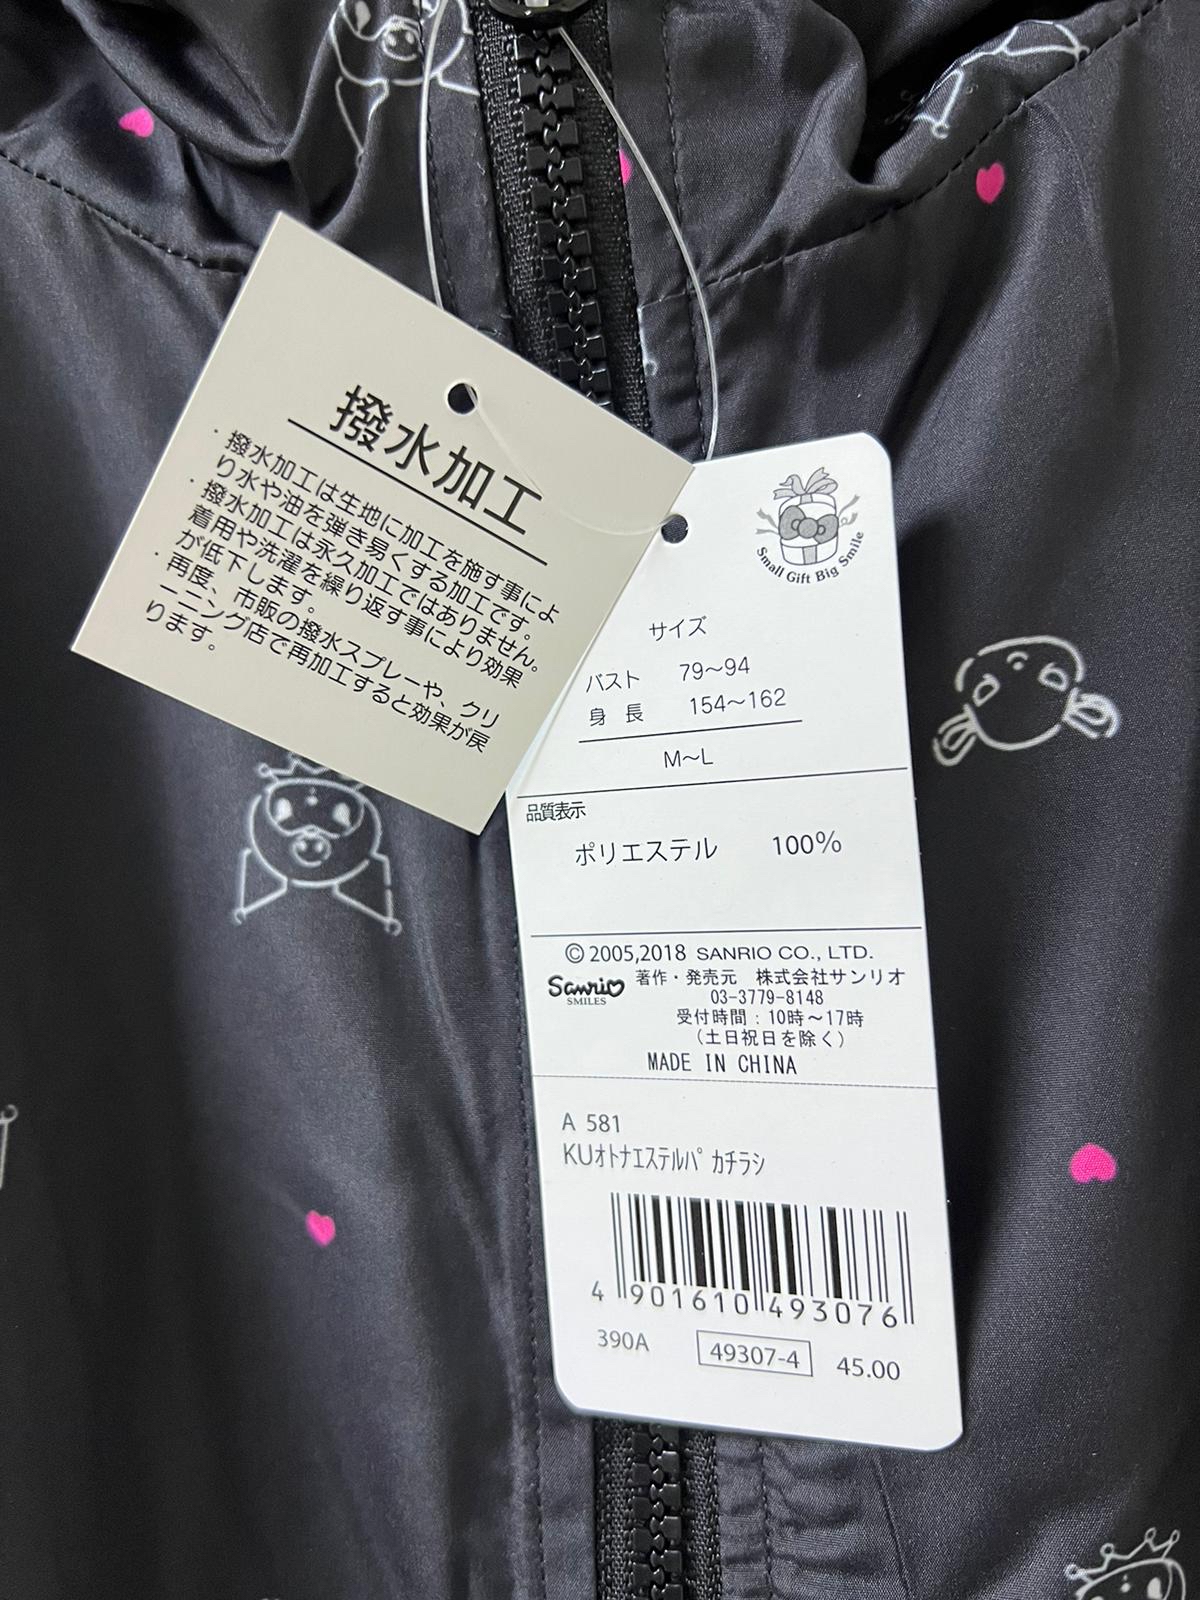 撥水加工
・撥水加工は生地に加工を施す事によ
り水や油を弾き易くする加工です。
・撥水加工は永久加工ではありません。
着用や洗濯を繰り返す事により効果
が低下します。
・再度、市販の撥水スプレーや、クリ
ーニング店で再加工すると効果が戻
ります。
Small Gift Big Smile
サイズ
バスト 79～94
身長 154～162
M～L
品質表示
ポリエステル 100%
© 2005,2018 SANRIO CO., LTD.
Sanrio SMILES
著作・発売元 株式会社サンリオ
03-3779-8148
受付時間：10時～17時
（土日祝日を除く）
MADE IN CHINA
A 581
KUオトナエステルパ カチラシ
4 901610 493076
390A 49307-4 45.00